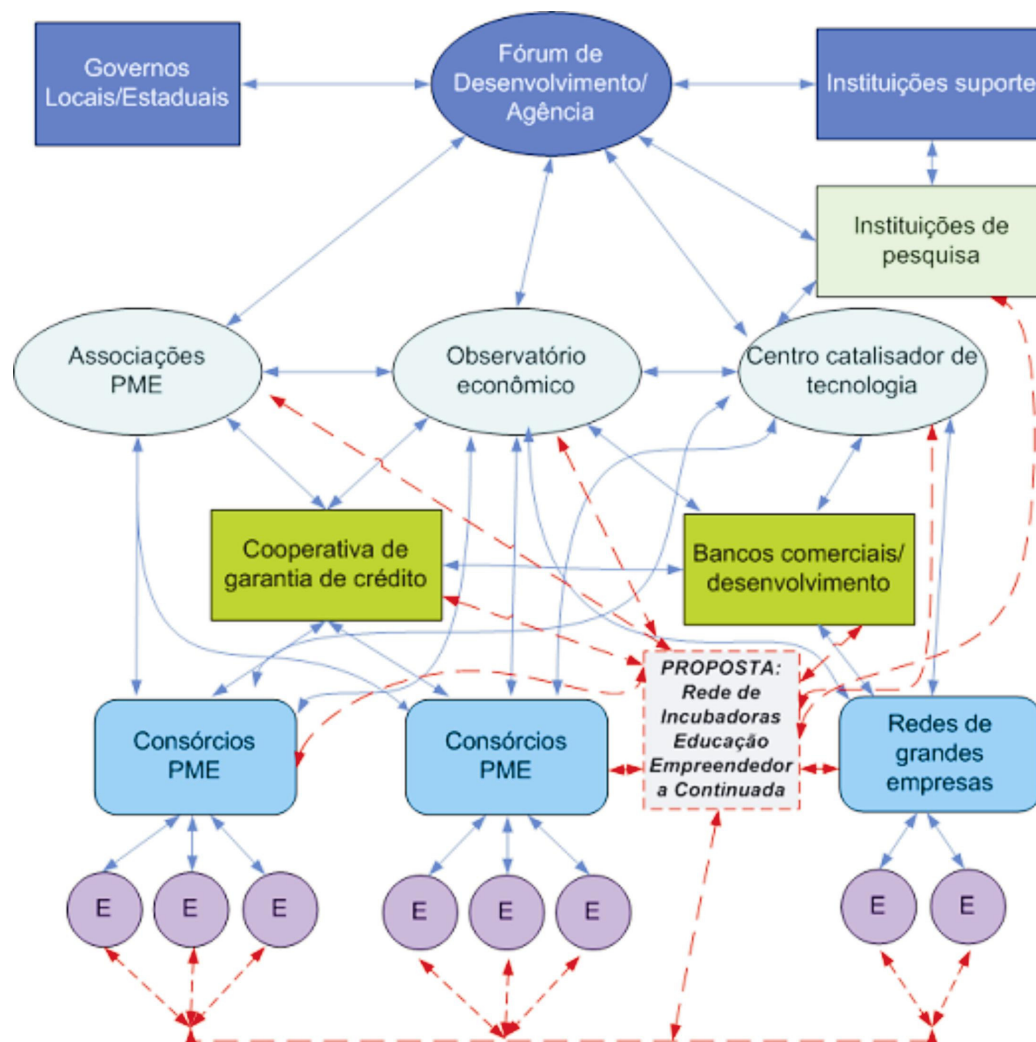 Governos
Locais/Estaduais
Fórum de
Desenvolvimento/
Agência
Instituições suporte
Instituições de
pesquisa
Associações
PME
Observatório
econômico
Centro catalisador de
tecnologia
Cooperativa de
garantia de crédito
Bancos comerciais/
desenvolvimento
Consórcios
PME
Consórcios
PME
PROPOSTA:
Rede de
Incubadoras
Educação
Empreendedor
a Continuada
Redes de
grandes
empresas
E
E
E
E
E
E
E
E